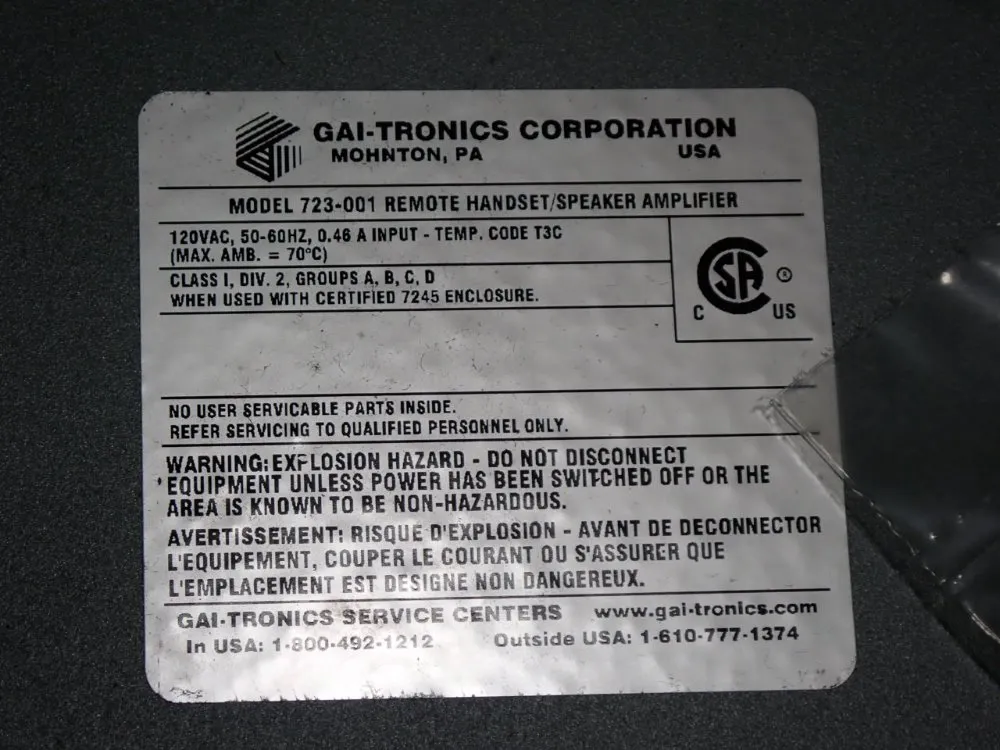 GAI-TRONICS CORPORATION
MOHNTON, PA USA
MODEL 723-001 REMOTE HANDSET/SPEAKER AMPLIFIER
120VAC, 50-60HZ, 0.46 A INPUT - TEMP. CODE T3C
(MAX. AMB. = 70°C)
CLASS I, DIV. 2, GROUPS A, B, C, D
WHEN USED WITH CERTIFIED 7245 ENCLOSURE.
CSA ®
C US
NO USER SERVICABLE PARTS INSIDE.
REFER SERVICING TO QUALIFIED PERSONNEL ONLY.
WARNING: EXPLOSION HAZARD - DO NOT DISCONNECT
EQUIPMENT UNLESS POWER HAS BEEN SWITCHED OFF OR THE
AREA IS KNOWN TO BE NON-HAZARDOUS.
AVERTISSEMENT: RISQUE D'EXPLOSION - AVANT DE DECONNECTOR
L'EQUIPEMENT, COUPER LE COURANT OU S'ASSURER QUE
L'EMPLACEMENT EST DESIGNE NON DANGEREUX.
GAI-TRONICS SERVICE CENTERS www.gai-tronics.com
In USA: 1-800-492-1212 Outside USA: 1-610-777-1374